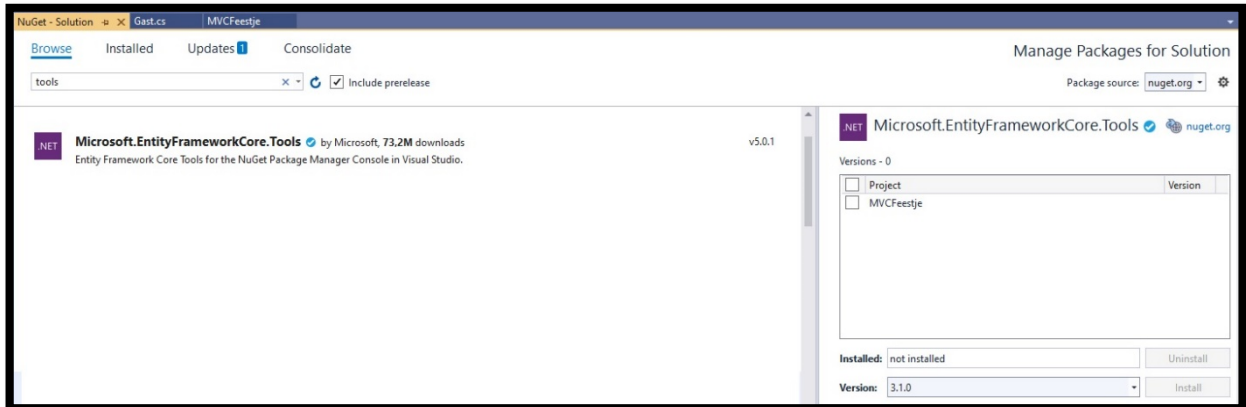 NuGet - Solution Gast.cs MVCFeestje
Browse Installed Updates 1 Consolidate
Manage Packages for Solution
tools
Include prerelease
Package source: nuget.org
.NET
Microsoft.EntityFrameworkCore.Tools by Microsoft, 73,2M downloads
v5.0.1
Entity Framework Core Tools for the NuGet Package Manager Console in Visual Studio.
.NET
Microsoft.EntityFrameworkCore.Tools
nuget.org
Versions - 0
Project Version
MVCFeestje
Installed: not installed Uninstall
Version: 3.1.0 Install